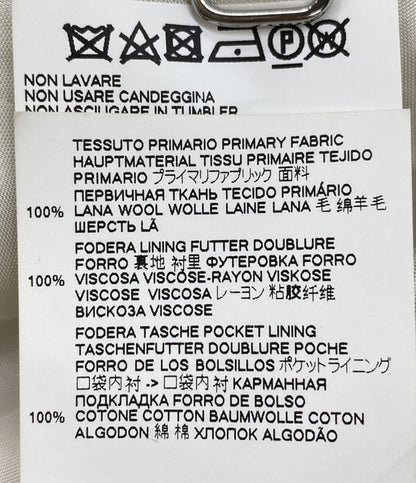 NON LAVARE
NON USARE CANDEGGINA
NON ASCIUGARE IN TUMBLER
TESSUTO PRIMARIO PRIMARY FABRIC
HAUPTMATERIAL TISSU PRIMAIRE TEJIDO
PRIMARIO プライマリファブリック 面料
ПЕРВИЧНАЯ ТКАНЬ TECIDO PRIMÁRIO
100% LANA WOOL WOLLE LAINE LANA 毛 绵羊毛
ШЕРСТЬ LÃ
FODERA LINING FUTTER DOUBLURE
FORRO 裏地 衬里 ФУТЕРОВКА FORRO
100% VISCOSA VISCOSE-RAYON VISKOSE
VISCOSE VISCOSA レーヨン 粘胶纤维
ВИСКОЗА VISCOSE
FODERA TASCHE POCKET LINING
TASCHENFUTTER DOUBLURE POCHE
FORRO DE LOS BOLSILLOS ポケットライニング
口袋内衬 -> 口袋内衬 КАРМАННАЯ
ПОДКЛАДКА FORRO DE BOLSO
100% COTONE COTTON BAUMWOLLE COTON
ALGODON 綿 棉 ХЛОПОК ALGODÃO